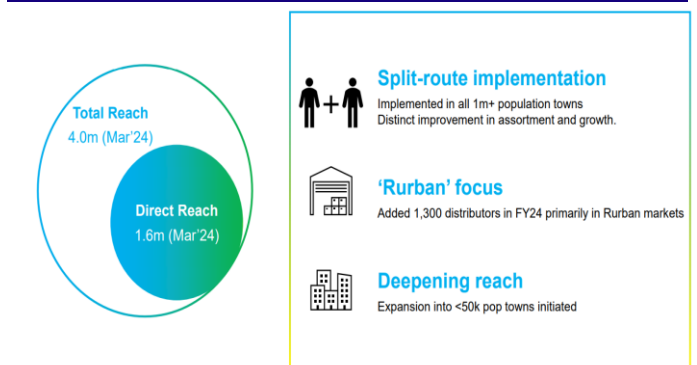 Total Reach
4.0m (Mar’24)
Direct Reach
1.6m (Mar’24)
Split-route implementation
Implemented in all 1m+ population towns
Distinct improvement in assortment and growth.
‘Rurban’ focus
Added 1,300 distributors in FY24 primarily in Rurban markets
Deepening reach
Expansion into <50k pop towns initiated